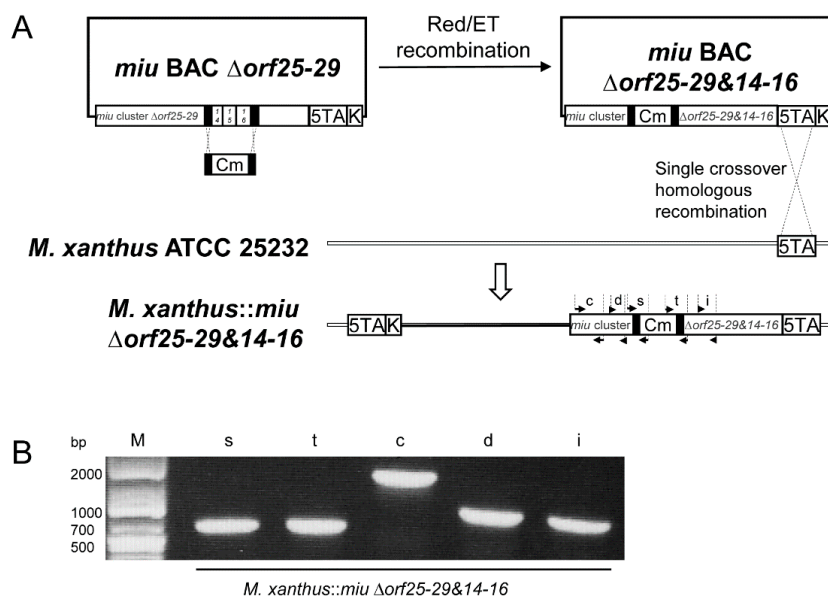 A
Red/ET
recombination
miu BAC Δorf25-29
miu BAC
Δorf25-29&14-16
miu cluster Δorf25-29
14
15
16
5TA K
miu cluster Cm Δorf25-29&14-16 5TA K
Cm
Single crossover
homologous
recombination
M. xanthus ATCC 25232
5TA
M. xanthus::miu
Δorf25-29&14-16
c d s t i
5TA K
miu cluster Cm Δorf25-29&14-16 5TA
B
bp M s t c d i
2000
1000
700
500
M. xanthus::miu Δorf25-29&14-16